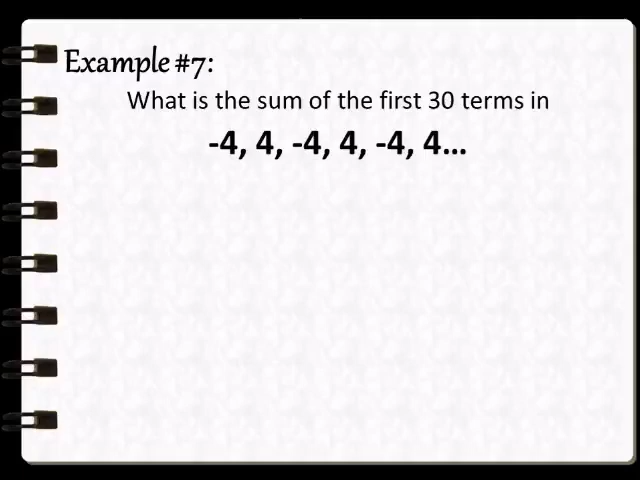 Example #7:
What is the sum of the first 30 terms in
-4, 4, -4, 4, -4, 4...